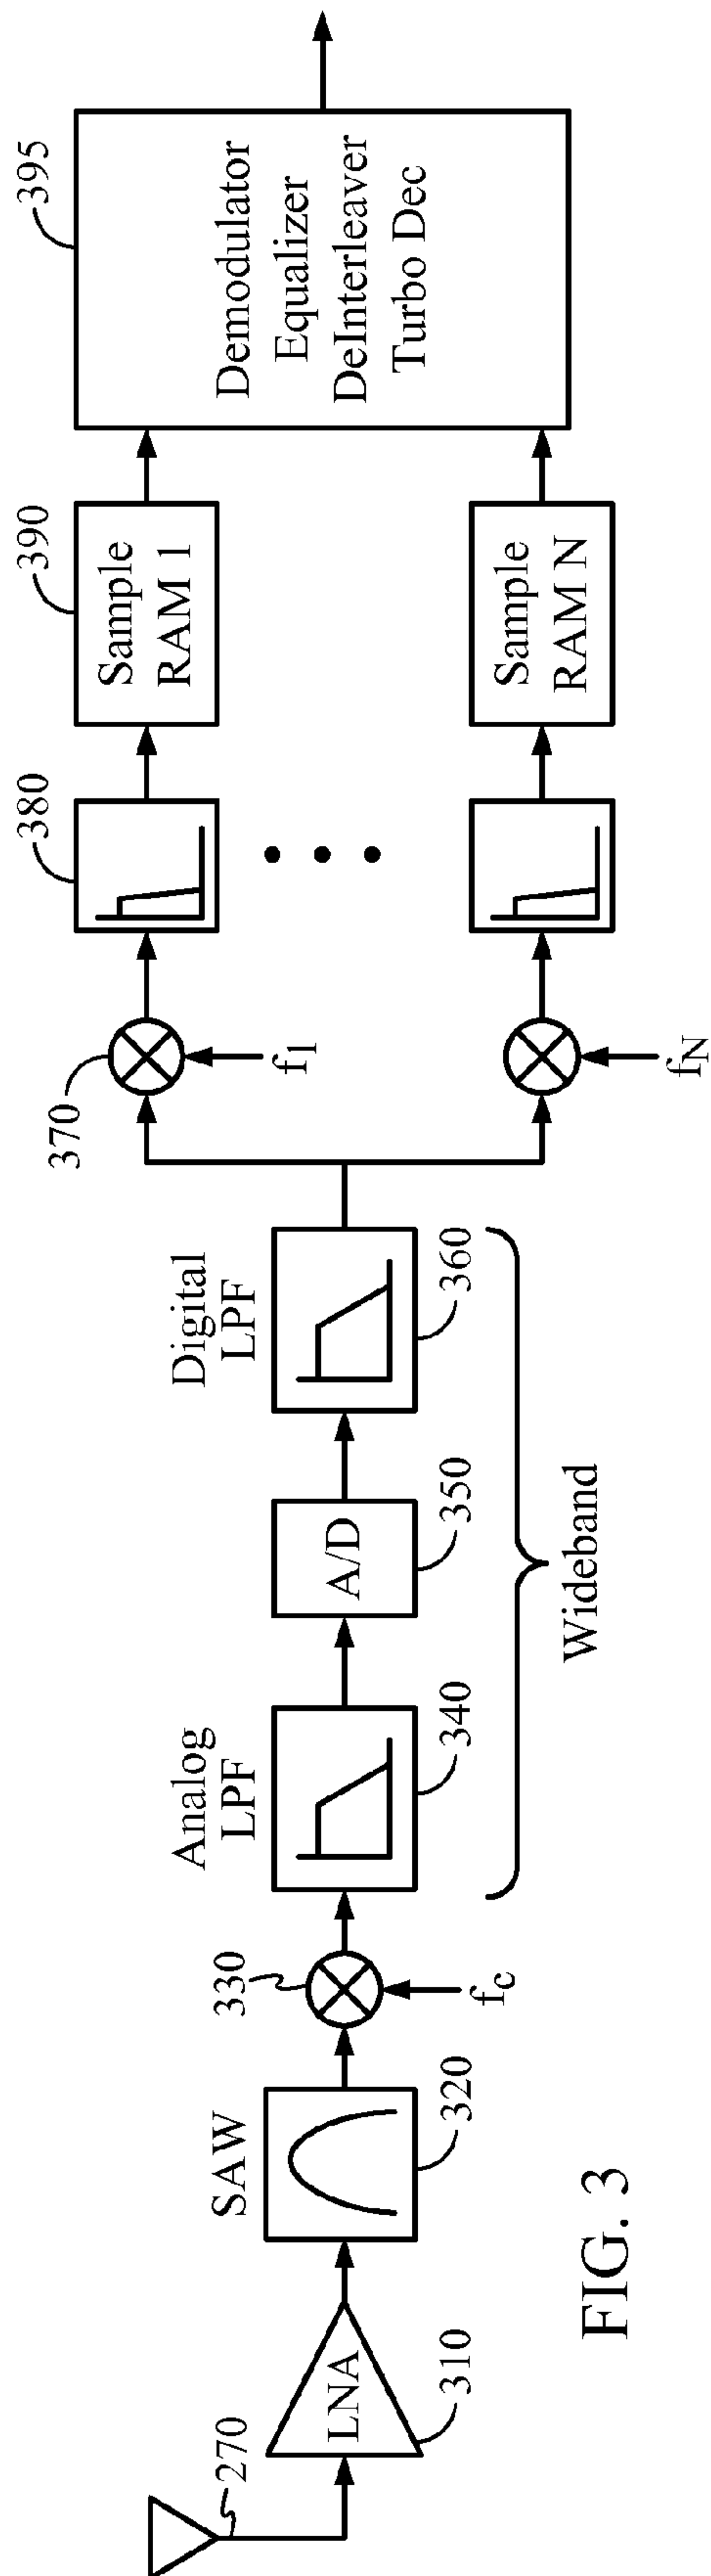 270
LNA
310
SAW
320
330
fc
Analog
LPF
340
A/D
350
Digital
LPF
360
Wideband
370
f1
fN
380
Sample
RAM 1
390
Sample
RAM N
Demodulator
Equalizer
DeInterleaver
Turbo Dec
395
FIG. 3